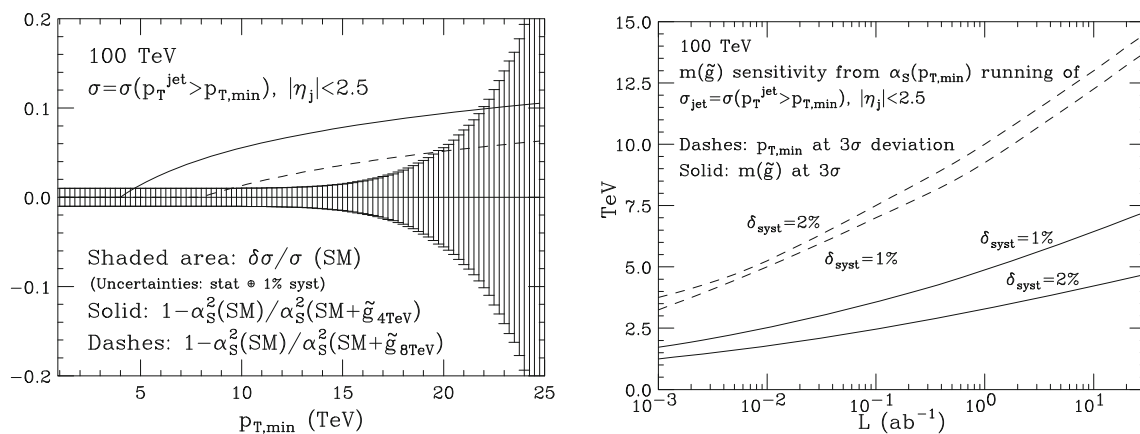 0.2
0.1
0.0
−0.1
−0.2
100 TeV
σ=σ(p_T^jet>p_T,min), |η_j|<2.5
Shaded area: δσ/σ (SM)
(Uncertainties: stat ⊕ 1% syst)
Solid: 1−α_S^2(SM)/α_S^2(SM+g̃_4TeV)
Dashes: 1−α_S^2(SM)/α_S^2(SM+g̃_8TeV)
5 10 15 20 25
p_T,min (TeV)
15.0
12.5
10.0
7.5
5.0
2.5
0.0
TeV
100 TeV
m(g̃) sensitivity from α_S(p_T,min) running of
σ_jet=σ(p_T^jet>p_T,min), |η_j|<2.5
Dashes: p_T,min at 3σ deviation
Solid: m(g̃) at 3σ
δ_syst=2%
δ_syst=1%
δ_syst=1%
δ_syst=2%
10^−3 10^−2 10^−1 10^0 10^1
L (ab^−1)